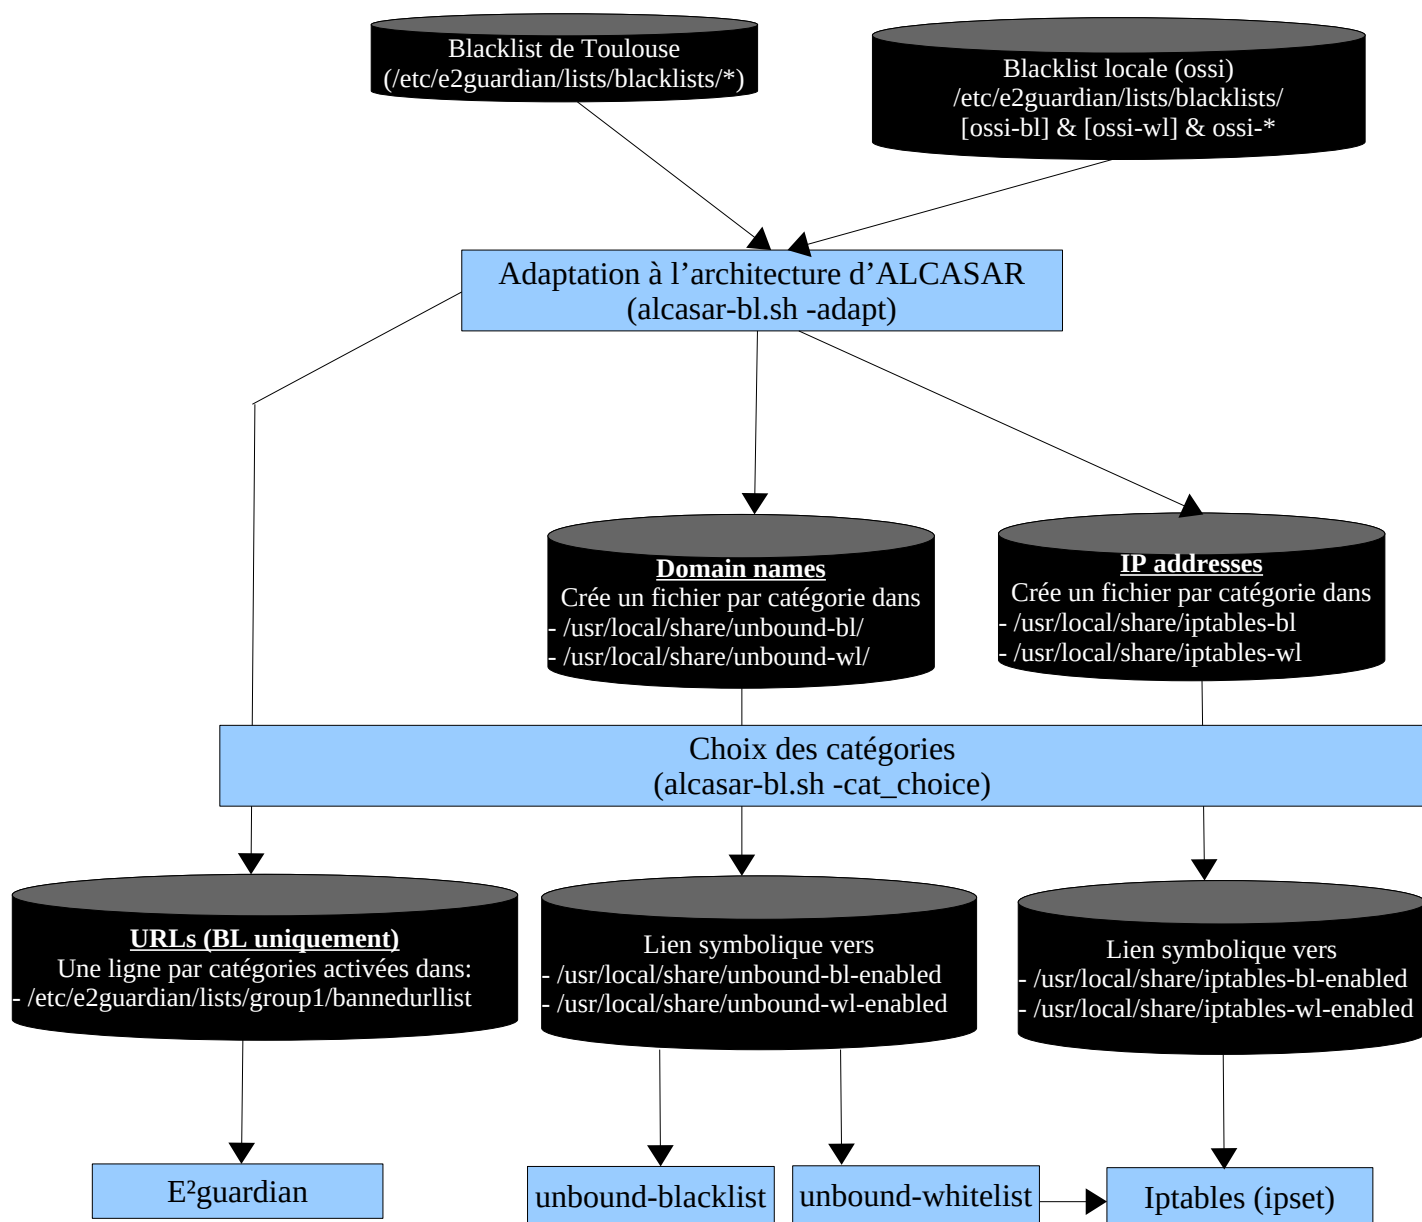 Blacklist de Toulouse
(/etc/e2guardian/lists/blacklists/*)
Blacklist locale (ossi)
/etc/e2guardian/lists/blacklists/
[ossi-bl] & [ossi-wl] & ossi-*
Adaptation à l’architecture d’ALCASAR
(alcasar-bl.sh -adapt)
Domain names
Crée un fichier par catégorie dans
- /usr/local/share/unbound-bl/
- /usr/local/share/unbound-wl/
IP addresses
Crée un fichier par catégorie dans
- /usr/local/share/iptables-bl
- /usr/local/share/iptables-wl
Choix des catégories
(alcasar-bl.sh -cat_choice)
URLs (BL uniquement)
Une ligne par catégories activées dans:
- /etc/e2guardian/lists/group1/bannedurllist
Lien symbolique vers
- /usr/local/share/unbound-bl-enabled
- /usr/local/share/unbound-wl-enabled
Lien symbolique vers
- /usr/local/share/iptables-bl-enabled
- /usr/local/share/iptables-wl-enabled
E²guardian
unbound-blacklist
unbound-whitelist
Iptables (ipset)